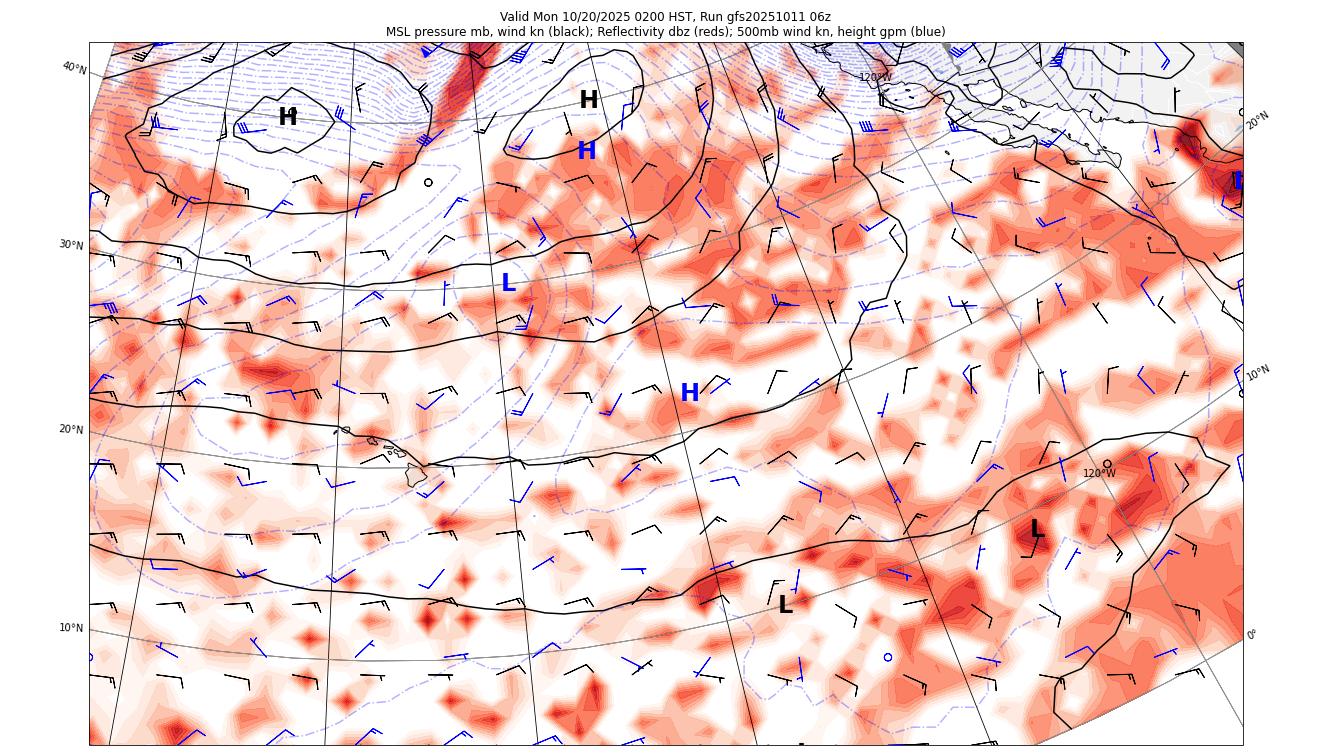 Valid Mon 10/20/2025 0200 HST, Run gfs20251011 06z
MSL pressure mb, wind kn (black); Reflectivity dbz (reds); 500mb wind kn, height gpm (blue)
40°N
120°W
H
H
20°N
H
30°N
L
10°N
H
20°N
120°W
L
L
10°N
0°